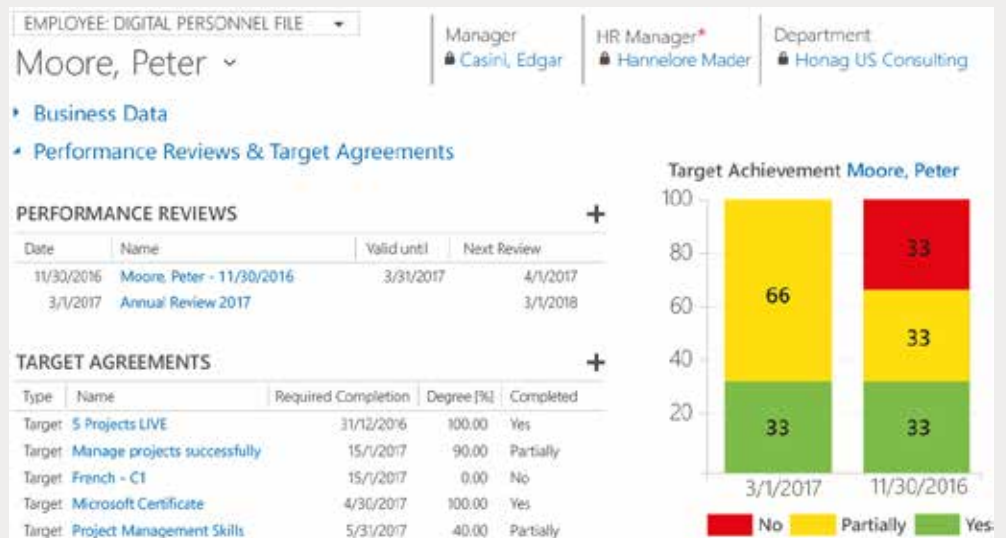 EMPLOYEE: DIGITAL PERSONNEL FILE
Moore, Peter
Manager
Casini, Edgar
HR Manager*
Hannelore Mader
Department
Honag US Consulting
Business Data
Performance Reviews & Target Agreements
PERFORMANCE REVIEWS +
Date Name Valid until Next Review
11/30/2016 Moore, Peter - 11/30/2016 3/31/2017 4/1/2017
3/1/2017 Annual Review 2017 3/1/2018
TARGET AGREEMENTS +
Type Name Required Completion Degree [%] Completed
Target 5 Projects LIVE 31/12/2016 100.00 Yes
Target Manage projects successfully 15/1/2017 90.00 Partially
Target French - C1 15/1/2017 0.00 No
Target Microsoft Certificate 4/30/2017 100.00 Yes
Target Project Management Skills 5/31/2017 40.00 Partially
Target Achievement Moore, Peter
100
80
60
40
20
66
33
33
33
33
3/1/2017 11/30/2016
No Partially Yes